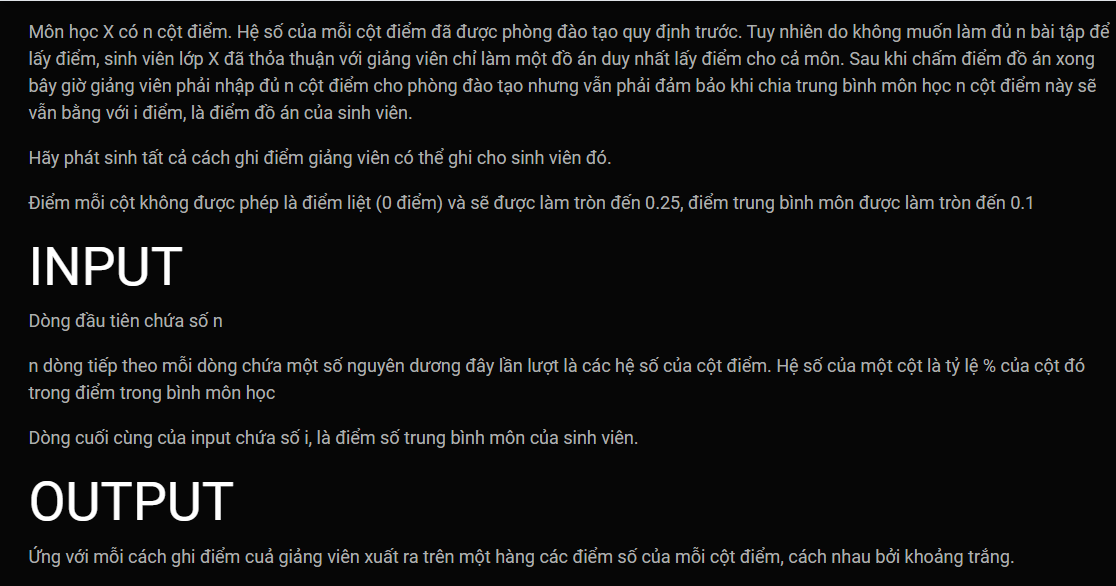 Môn học X có n cột điểm. Hệ số của mỗi cột điểm đã được phòng đào tạo quy định trước. Tuy nhiên do không muốn làm đủ n bài tập để
lấy điểm, sinh viên lớp X đã thỏa thuận với giảng viên chỉ làm một đồ án duy nhất lấy điểm cho cả môn. Sau khi chấm điểm đồ án xong
bây giờ giảng viên phải nhập đủ n cột điểm cho phòng đào tạo nhưng vẫn phải đảm bảo khi chia trung bình môn học n cột điểm này sẽ
vẫn bằng với i điểm, là điểm đồ án của sinh viên.
Hãy phát sinh tất cả cách ghi điểm giảng viên có thể ghi cho sinh viên đó.
Điểm mỗi cột không được phép là điểm liệt (0 điểm) và sẽ được làm tròn đến 0.25, điểm trung bình môn được làm tròn đến 0.1
INPUT
Dòng đầu tiên chứa số n
n dòng tiếp theo mỗi dòng chứa một số nguyên dương đây lần lượt là các hệ số của cột điểm. Hệ số của một cột là tỷ lệ % của cột đó
trong điểm trong bình môn học
Dòng cuối cùng của input chứa số i, là điểm số trung bình môn của sinh viên.
OUTPUT
Ứng với mỗi cách ghi điểm cuả giảng viên xuất ra trên một hàng các điểm số của mỗi cột điểm, cách nhau bởi khoảng trắng.